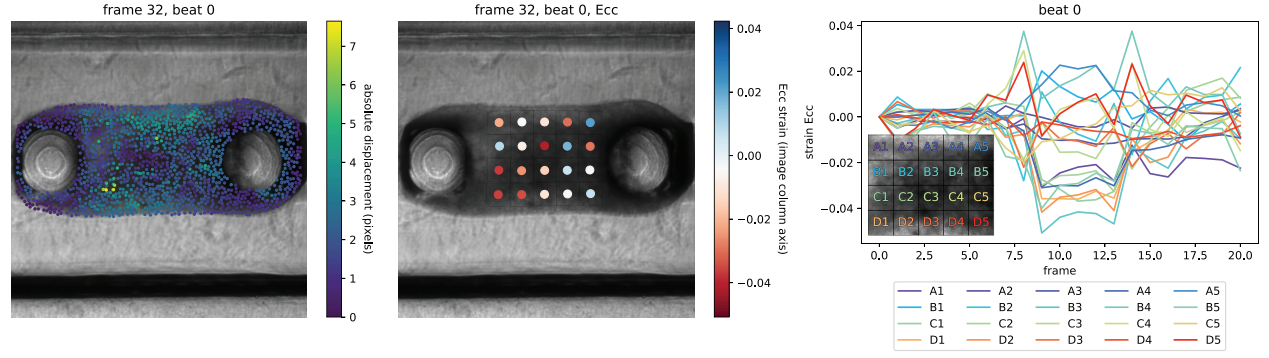 frame 32, beat 0
7
6
5
4
3
2
1
0
absolute displacement (pixels)
frame 32, beat 0, Ecc
0.04
0.02
0.00
−0.02
−0.04
Ecc strain (image column axis)
beat 0
0.04
0.02
0.00
−0.02
−0.04
strain Ecc
A1 A2 A3 A4 A5
B1 B2 B3 B4 B5
C1 C2 C3 C4 C5
D1 D2 D3 D4 D5
0.0 2.5 5.0 7.5 10.0 12.5 15.0 17.5 20.0
frame
A1 A2 A3 A4 A5
B1 B2 B3 B4 B5
C1 C2 C3 C4 C5
D1 D2 D3 D4 D5